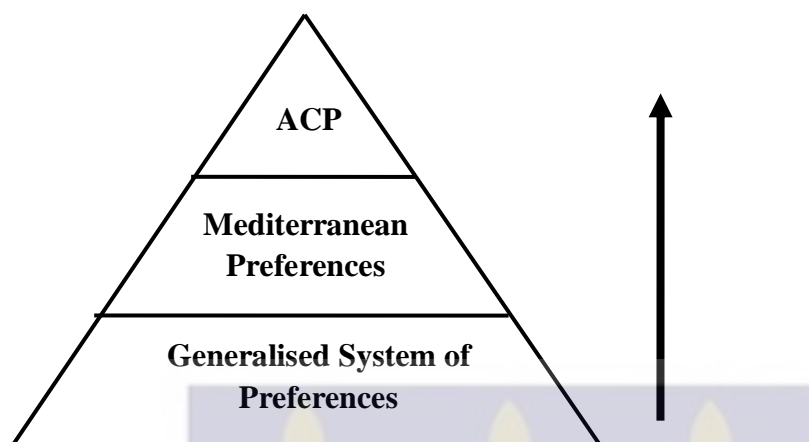 ACP
Mediterranean
Preferences
Generalised System of
Preferences